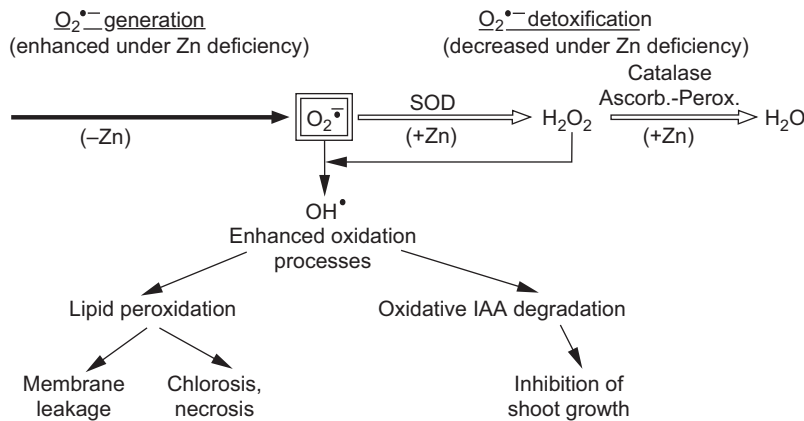 O₂•− generation
(enhanced under Zn deficiency)
O₂•− detoxification
(decreased under Zn deficiency)
(–Zn)
O₂•−
SOD
(+Zn)
H₂O₂
Catalase
Ascorb.-Perox.
(+Zn)
H₂O
OH•
Enhanced oxidation
processes
Lipid peroxidation
Oxidative IAA degradation
Membrane
leakage
Chlorosis,
necrosis
Inhibition of
shoot growth